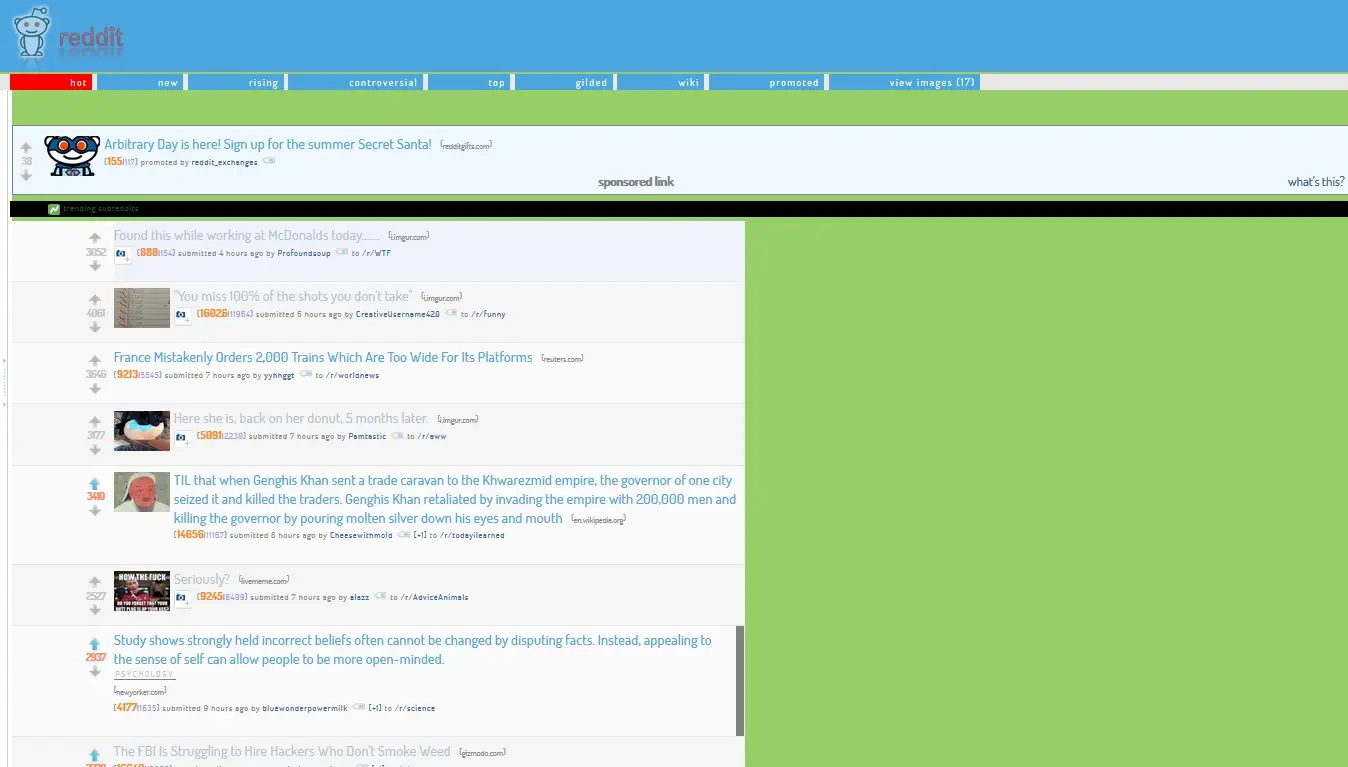 reddit
hot new rising controversial top gilded wiki promoted view images (17)
38
Arbitrary Day is here! Sign up for the summer Secret Santa! [redditgifts.com]
(155|117) promoted by reddit_exchanges
sponsored link
what's this?
trending subreddits
3052
Found this while working at McDonalds today....... [i.imgur.com]
(888|154) submitted 4 hours ago by Profoundsoup to /r/WTF
4061
"You miss 100% of the shots you don't take" [i.imgur.com]
(16026|11964) submitted 6 hours ago by CreativeUsername420 to /r/funny
3646
France Mistakenly Orders 2,000 Trains Which Are Too Wide For Its Platforms [reuters.com]
(9213|5545) submitted 7 hours ago by yyhhggt to /r/worldnews
3177
Here she is, back on her donut, 5 months later. [i.imgur.com]
(5091|2230) submitted 7 hours ago by Pamtastic to /r/aww
3410
TIL that when Genghis Khan sent a trade caravan to the Khwarezmid empire, the governor of one city
seized it and killed the traders. Genghis Khan retaliated by invading the empire with 200,000 men and
killing the governor by pouring molten silver down his eyes and mouth [en.wikipedia.org]
(14656|1167) submitted 8 hours ago by Cheesewithmold [+1] to /r/todayilearned
2527
HOW THE FUCK
Seriously? [livememe.com]
(9245|6499) submitted 7 hours ago by alazz to /r/AdviceAnimals
2937
Study shows strongly held incorrect beliefs often cannot be changed by disputing facts. Instead, appealing to
the sense of self can allow people to be more open-minded.
PSYCHOLOGY
[newyorker.com]
(4177|1635) submitted 9 hours ago by bluewonderpowermilk [+1] to /r/science
The FBI Is Struggling to Hire Hackers Who Don't Smoke Weed [gizmodo.com]